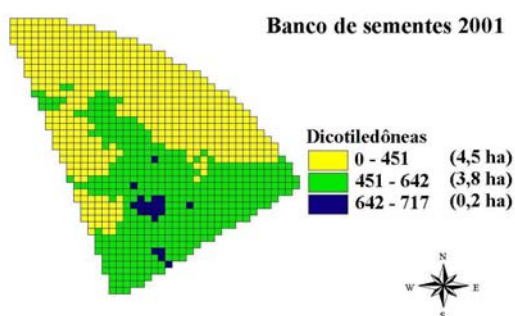 Banco de sementes 2001
Dicotiledôneas
0 - 451 (4,5 ha)
451 - 642 (3,8 ha)
642 - 717 (0,2 ha)
N
W E
S